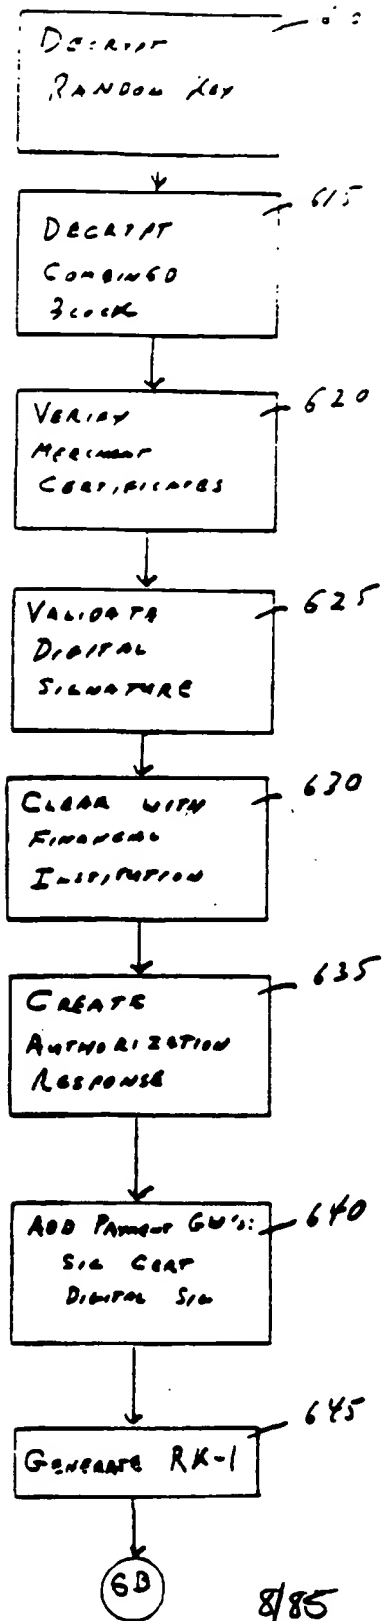 DECRYPT
RANDOM KEY
615
DECRYPT
COMBINED
BLOCK
620
VERIFY
MERCHANT
CERTIFICATES
625
VALIDATA
DIGITAL
SIGNATURE
630
CLEAR WITH
FINANCIAL
INSTITUTION
635
CREATE
AUTHORIZATION
RESPONSE
640
ADD PAYMENT GW's:
SIG CERT
DIGITAL SIG
645
GENERATE RK-1
6B
8/85